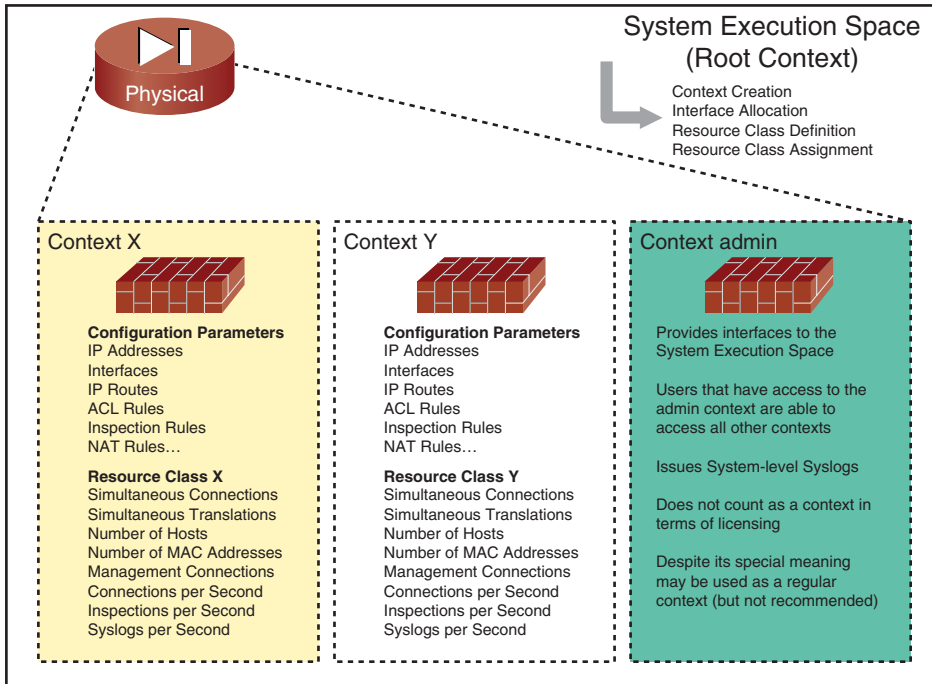 Physical
System Execution Space
(Root Context)
Context Creation
Interface Allocation
Resource Class Definition
Resource Class Assignment
Context X
Configuration Parameters
IP Addresses
Interfaces
IP Routes
ACL Rules
Inspection Rules
NAT Rules…
Resource Class X
Simultaneous Connections
Simultaneous Translations
Number of Hosts
Number of MAC Addresses
Management Connections
Connections per Second
Inspections per Second
Syslogs per Second
Context Y
Configuration Parameters
IP Addresses
Interfaces
IP Routes
ACL Rules
Inspection Rules
NAT Rules…
Resource Class Y
Simultaneous Connections
Simultaneous Translations
Number of Hosts
Number of MAC Addresses
Management Connections
Connections per Second
Inspections per Second
Syslogs per Second
Context admin
Provides interfaces to the
System Execution Space
Users that have access to the
admin context are able to
access all other contexts
Issues System-level Syslogs
Does not count as a context in
terms of licensing
Despite its special meaning
may be used as a regular
context (but not recommended)